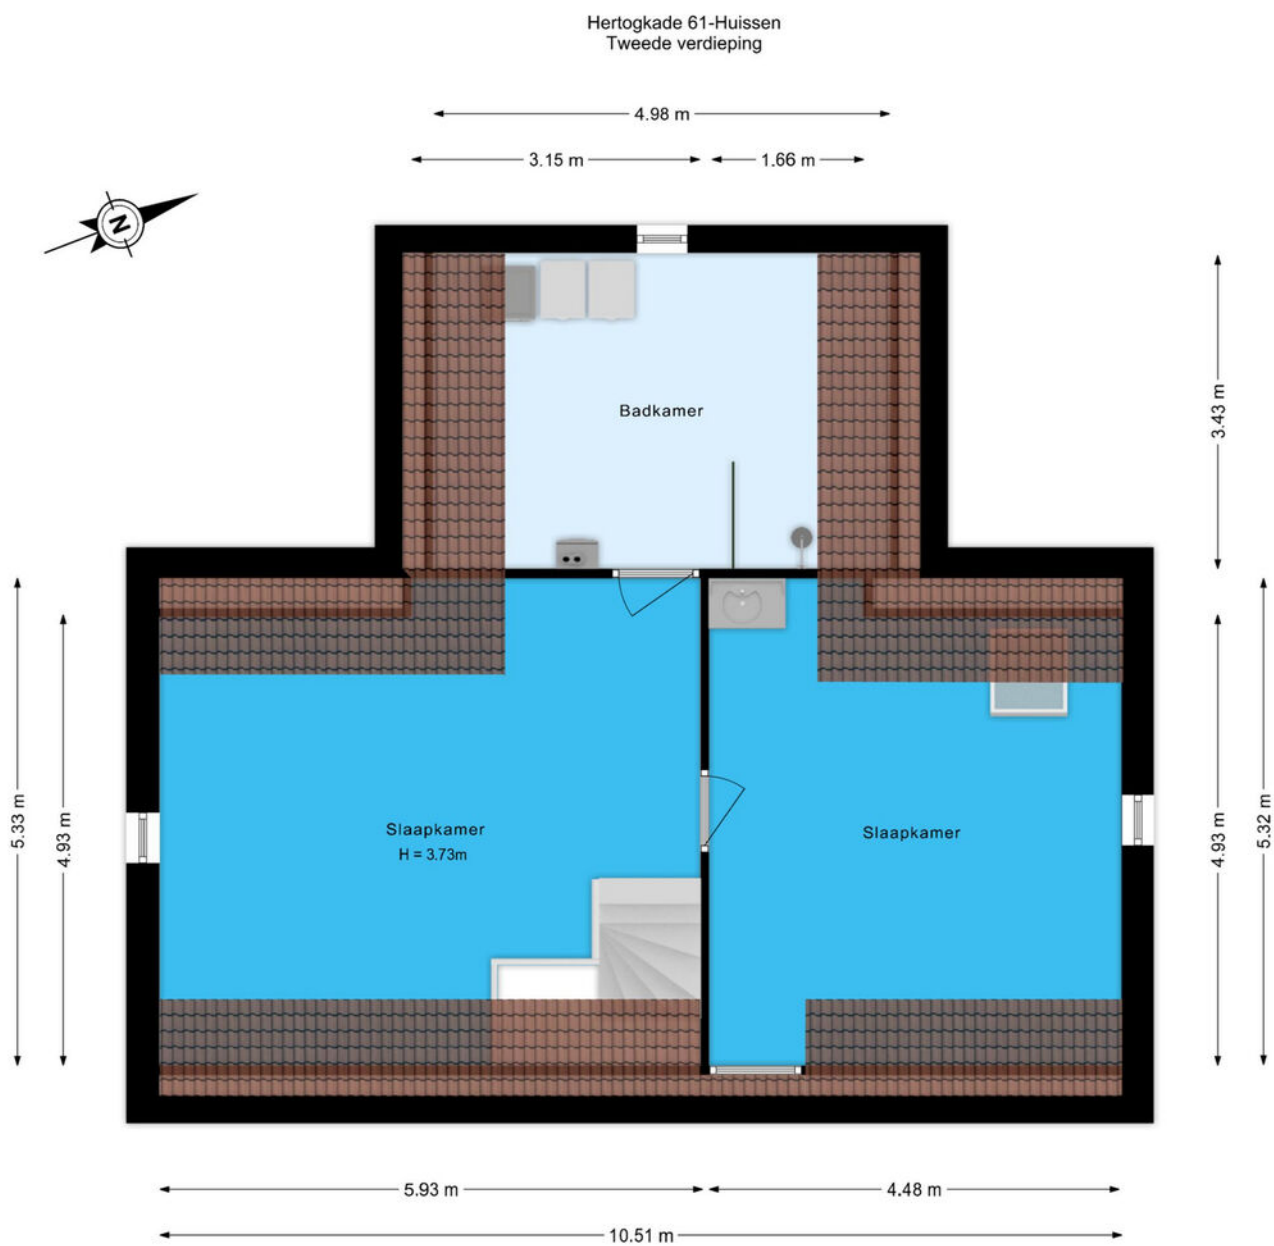 Hertogkade 61-Huissen
Tweede verdieping
4.98 m
3.15 m
1.66 m
N
3.43 m
Badkamer
5.33 m
4.93 m
Slaapkamer
H = 3.73m
Slaapkamer
4.93 m
5.32 m
5.93 m
4.48 m
10.51 m